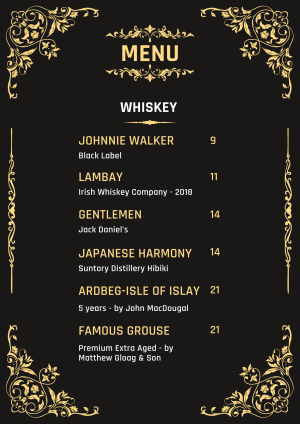 MENU
WHISKEY
JOHNNIE WALKER 9
Black Label
LAMBAY 11
Irish Whiskey Company - 2018
GENTLEMEN 14
Jack Daniel's
JAPANESE HARMONY 14
Suntory Distillery Hibiki
ARDBEG-ISLE OF ISLAY 21
5 years - by John MacDougal
FAMOUS GROUSE 21
Premium Extra Aged - by
Matthew Gloag & Son